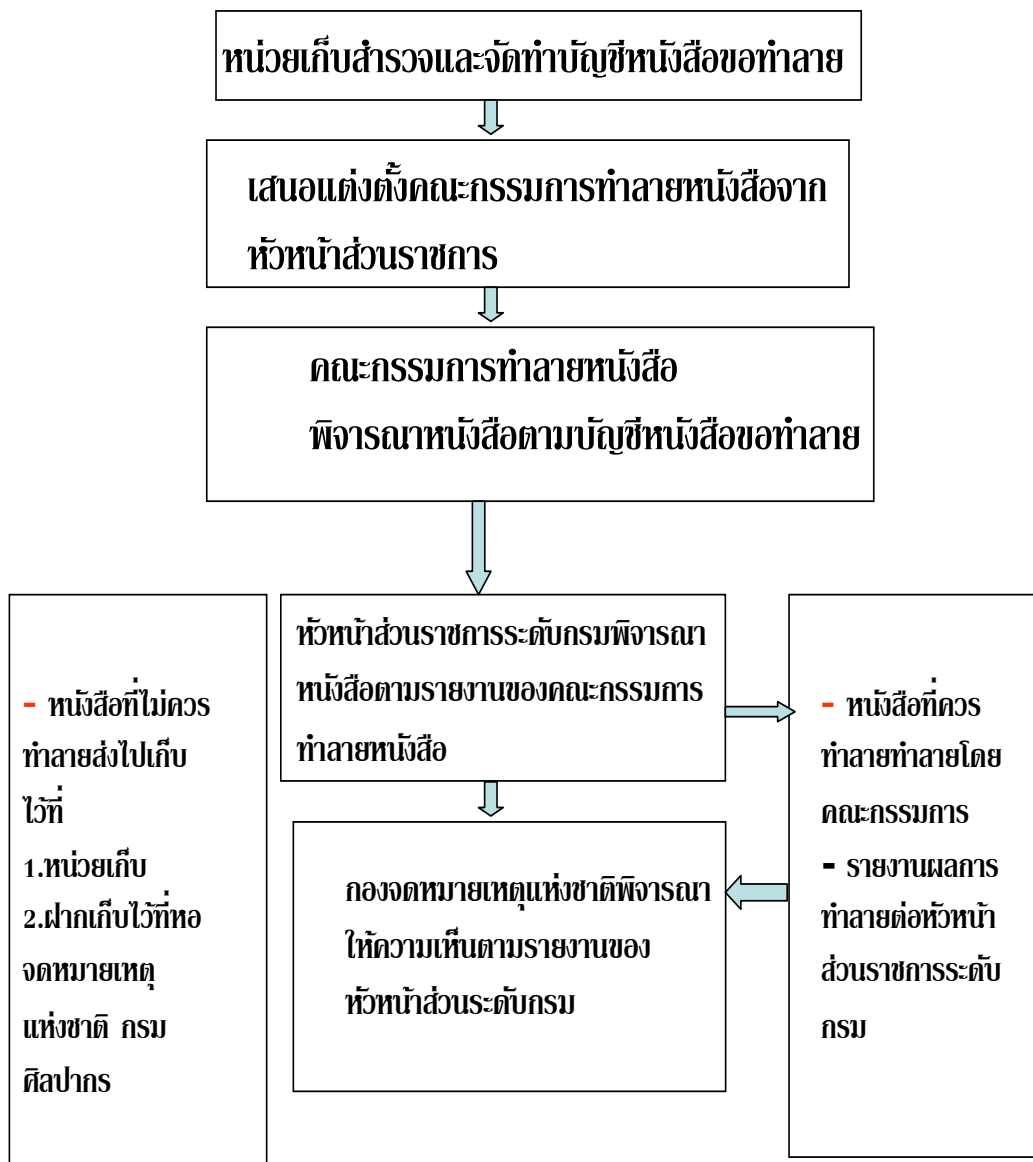 หน่วยเก็บสำรวจและจัดทำบัญชีหนังสือขอทำลาย
เสนอแต่งตั้งคณะกรรมการทำลายหนังสือจาก
หัวหน้าส่วนราชการ
คณะกรรมการทำลายหนังสือ
พิจารณาหนังสือตามบัญชีหนังสือขอทำลาย
- หนังสือที่ไม่ควร
ทำลายส่งไปเก็บ
ไว้ที่
1.หน่วยเก็บ
2.ฝากเก็บไว้ที่หอ
จดหมายเหตุ
แห่งชาติ กรม
ศิลปากร
หัวหน้าส่วนราชการระดับกรมพิจารณา
หนังสือตามรายงานของคณะกรรมการ
ทำลายหนังสือ
กองจดหมายเหตุแห่งชาติพิจารณา
ให้ความเห็นตามรายงานของ
หัวหน้าส่วนระดับกรม
- หนังสือที่ควร
ทำลายทำลายโดย
คณะกรรมการ
- รายงานผลการ
ทำลายต่อหัวหน้า
ส่วนราชการระดับ
กรม